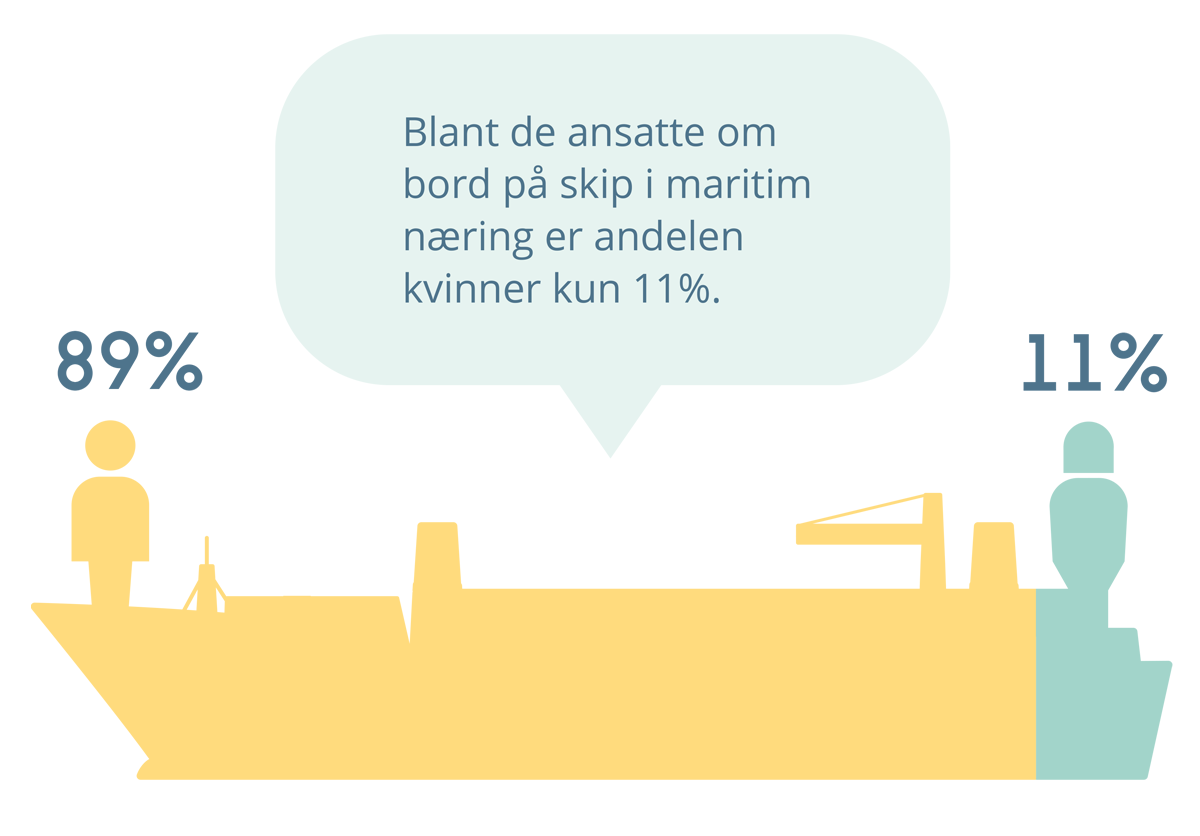 Blant de ansatte om
bord på skip i maritim
næring er andelen
kvinner kun 11%.
89%
11%